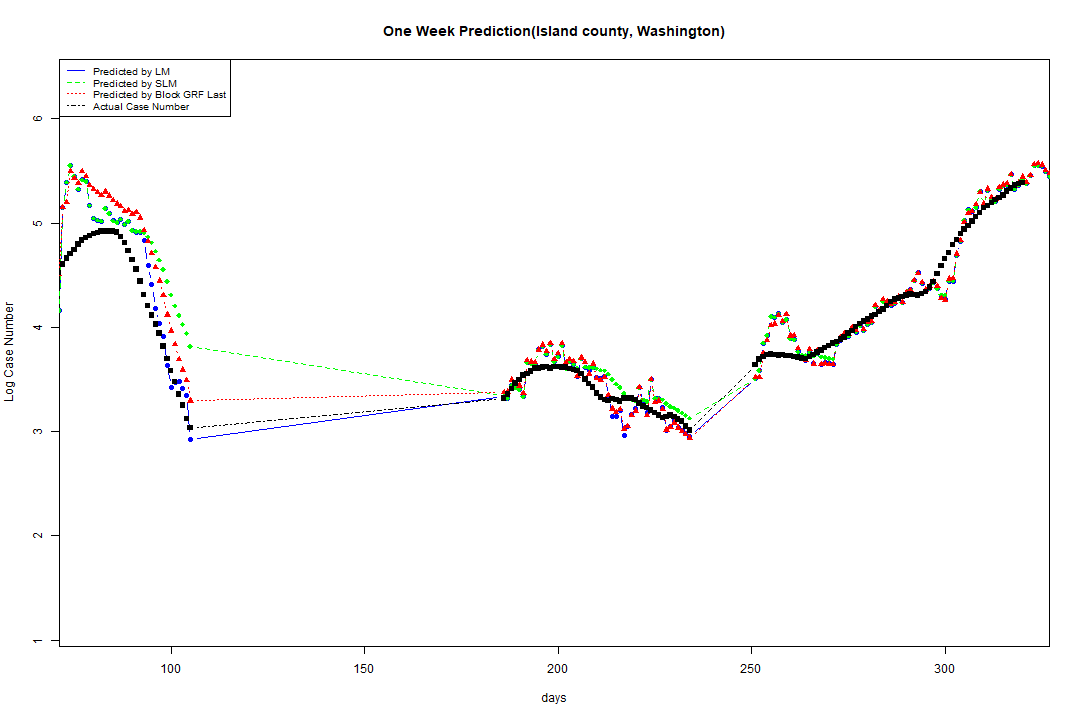 One Week Prediction(Island county, Washington)
Predicted by LM
Predicted by SLM
Predicted by Block GRF Last
Actual Case Number
6
5
4
3
2
1
Log Case Number
100
150
200
250
300
days